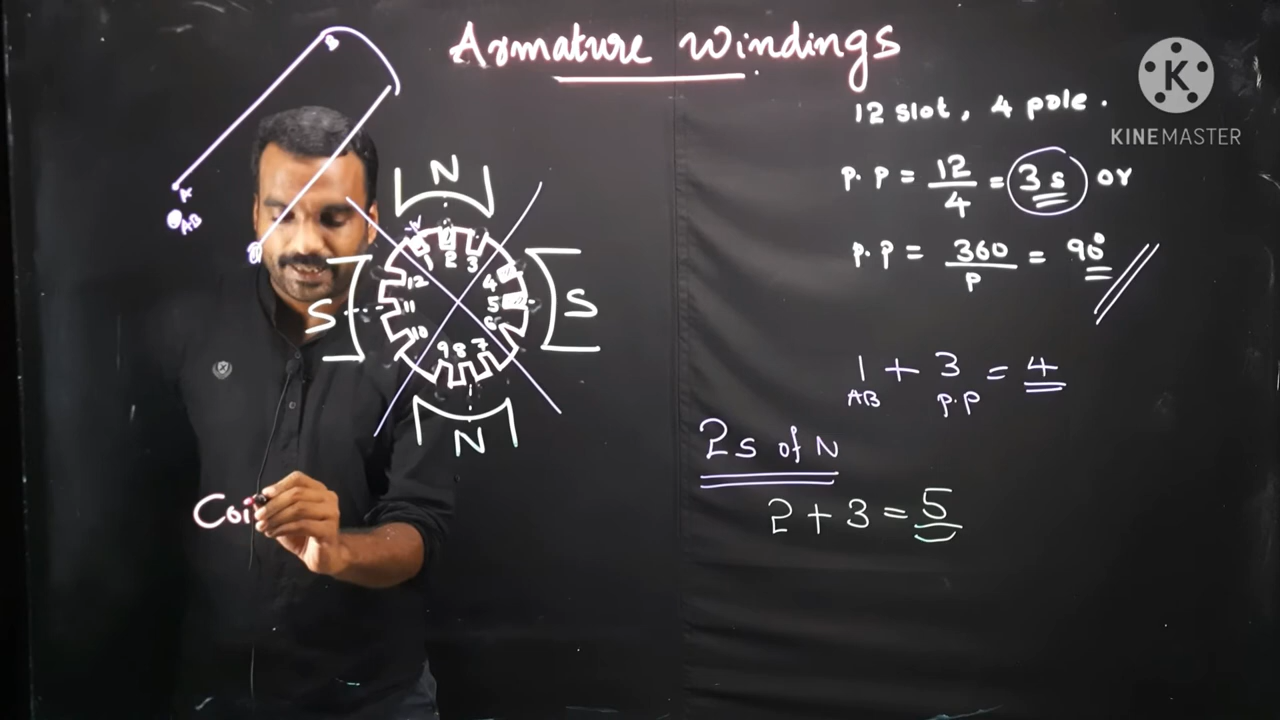 Armature windings
KINEMASTER
K
12 slot, 4 pole.
p.p = 12/4 = 3s or
p.p = 360/p = 90°
1 + 3 = 4
AB p.p
2s of N
2 + 3 = 5
B
A
AB
N
S
S
N
1 2 3 4 5 6 7 8 9 10 11 12
Coi